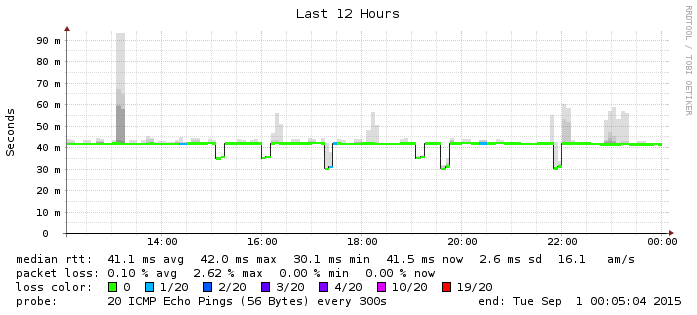 Last 12 Hours
RRDTOOL / TOBI OETIKER
Seconds
90 m
80 m
70 m
60 m
50 m
40 m
30 m
20 m
10 m
0
14:00 16:00 18:00 20:00 22:00 00:00
median rtt: 41.1 ms avg 42.0 ms max 30.1 ms min 41.5 ms now 2.6 ms sd 16.1 am/s
packet loss: 0.10 % avg 2.62 % max 0.00 % min 0.00 % now
loss color: 0 1/20 2/20 3/20 4/20 10/20 19/20
probe: 20 ICMP Echo Pings (56 Bytes) every 300s end: Tue Sep 1 00:05:04 2015